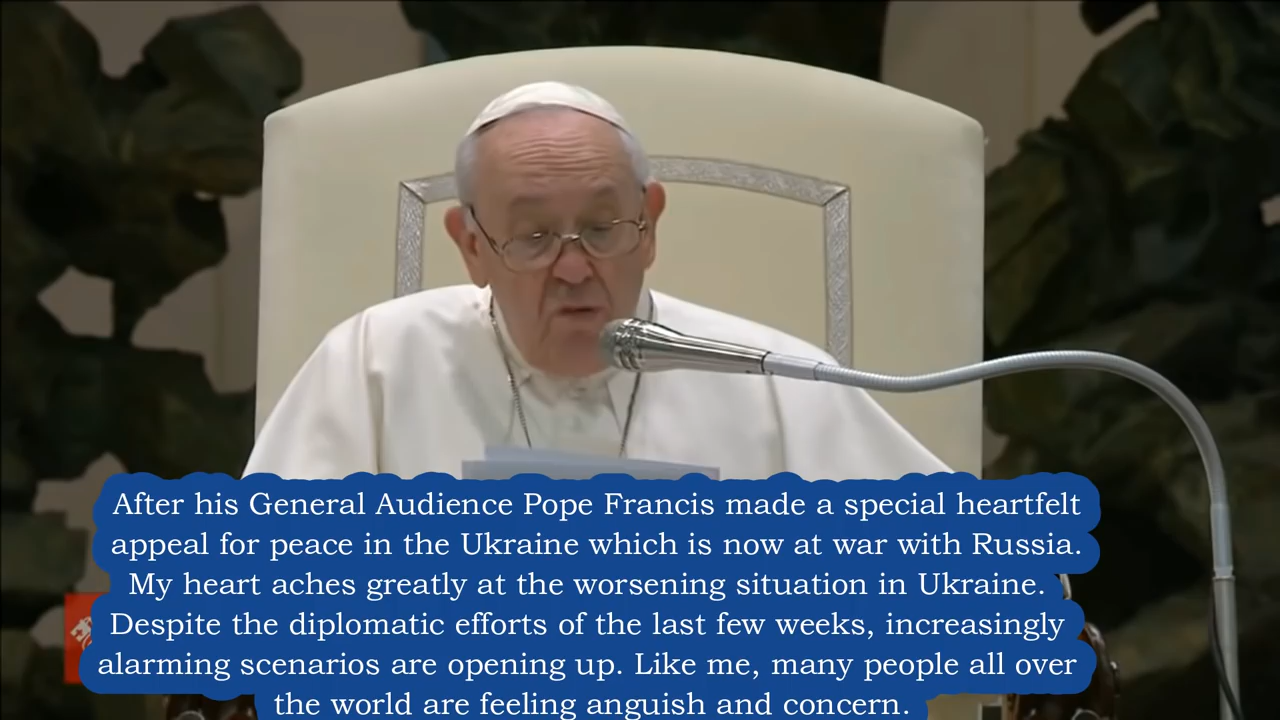 After his General Audience Pope Francis made a special heartfelt
appeal for peace in the Ukraine which is now at war with Russia.
My heart aches greatly at the worsening situation in Ukraine.
Despite the diplomatic efforts of the last few weeks, increasingly
alarming scenarios are opening up. Like me, many people all over
the world are feeling anguish and concern.